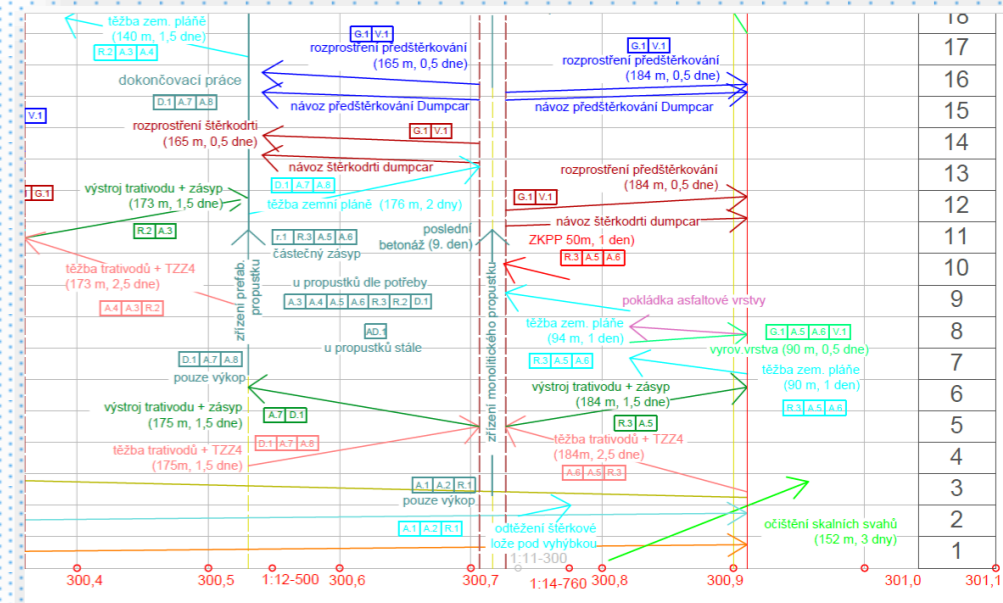 těžba zem. pláně
(140 m, 1,5 dne)
R.2 A.3 A.4
G.1 V.1
rozprostření předštěrkování
(165 m, 0,5 dne)
G.1 V.1
rozprostření předštěrkování
(184 m, 0,5 dne)
18
17
dokončovací práce
D.1 A.7 A.8
návoz předštěrkování Dumpcar
návoz předštěrkování Dumpcar
16
15
V.1
rozprostření štěrkodrti
(165 m, 0,5 dne)
G.1 V.1
14
návoz štěrkodrti dumpcar
13
G.1
výstroj trativodu + zásyp
(173 m, 1,5 dne)
R.2 A.3
D.1 A.7 A.8
těžba zemní pláně (176 m, 2 dny)
rozprostření předštěrkování
(184 m, 0,5 dne)
G.1 V.1
návoz štěrkodrti dumpcar
12
r.1 R.3 A.5 A.6
částečný zásyp
poslední
betonáž (9. den)
ZKPP 50m, 1 den)
R.3 A.5 A.6
11
těžba trativodů + TZZ4
(173 m, 2,5 dne)
A.4 A.3 R.2
zřízení prefab.
propustku
u propustků dle potřeby
A.3 A.4 A.5 A.6 R.3 R.2 D.1
10
zřízení monolitického propustku
pokládka asfaltové vrstvy
9
AD.1
u propustků stále
těžba zem. pláně
(94 m, 1 den)
R.3 A.5 A.6
G.1 A.5 A.6 V.1
vyrov.vrstva (90 m, 0,5 dne)
8
D.1 A.7 A.8
pouze výkop
těžba zem. pláně
(90 m, 1 den)
R.3 A.5 A.6
7
výstroj trativodu + zásyp
(175 m, 1,5 dne)
A.7 D.1
výstroj trativodu + zásyp
(184 m, 1,5 dne)
R.3 A.5
6
5
těžba trativodů + TZZ4
(175m, 1,5 dne)
D.1 A.7 A.8
těžba trativodů + TZZ4
(184m, 2,5 dne)
A.6 A.5 R.3
4
A.1 A.2 R.1
pouze výkop
3
A.1 A.2 R.1
odtěžení štěrkové
lože pod vyhýbkou
očištění skalních svahů
(152 m, 3 dny)
2
1:11-300
1
300,4
300,5
1:12-500
300,6
300,7
1:14-760
300,8
300,9
301,0
301,1